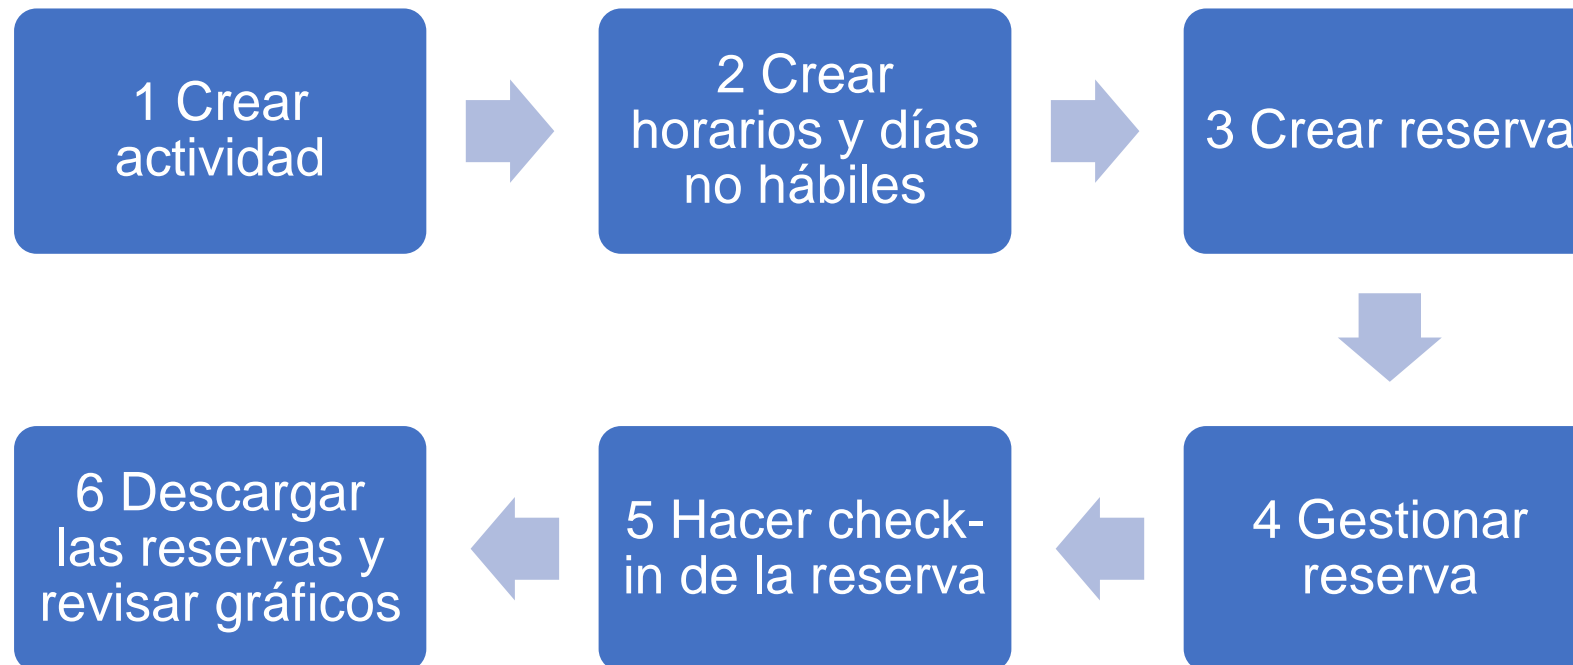 1 Crear
actividad
2 Crear
horarios y días
no hábiles
3 Crear reserva
4 Gestionar
reserva
5 Hacer check-
in de la reserva
6 Descargar
las reservas y
revisar gráficos